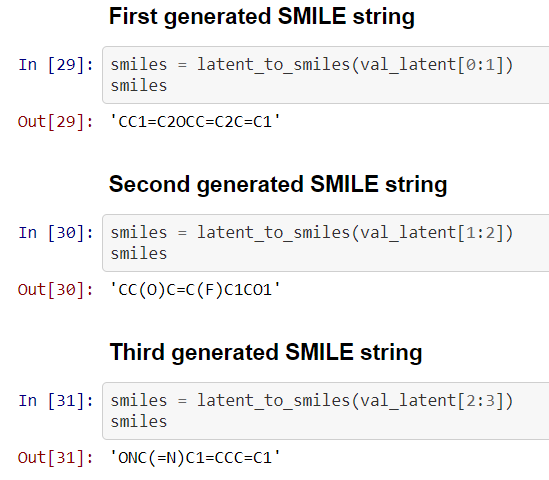 First generated SMILE string
In [29]: smiles = latent_to_smiles(val_latent[0:1])
smiles
Out[29]: 'CC1=C2OCC=C2C=C1'
Second generated SMILE string
In [30]: smiles = latent_to_smiles(val_latent[1:2])
smiles
Out[30]: 'CC(O)C=C(F)C1CO1'
Third generated SMILE string
In [31]: smiles = latent_to_smiles(val_latent[2:3])
smiles
Out[31]: 'ONC(=N)C1=CCC=C1'